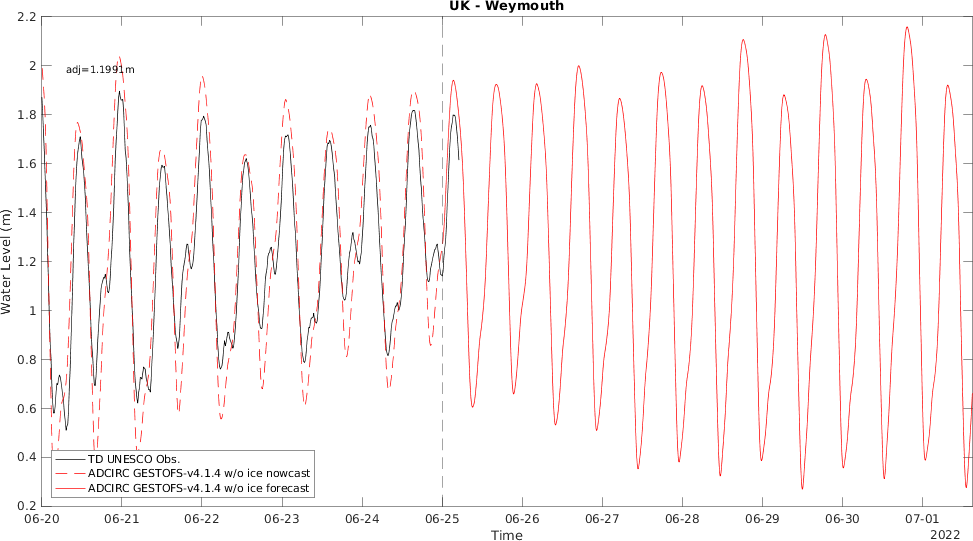 UK - Weymouth
2.2
2
1.8
1.6
1.4
1.2
1
0.8
0.6
0.4
0.2
Water Level (m)
adj=1.1991m
TD UNESCO Obs.
ADCIRC GESTOFS-v4.1.4 w/o ice nowcast
ADCIRC GESTOFS-v4.1.4 w/o ice forecast
06-20 06-21 06-22 06-23 06-24 06-25 06-26 06-27 06-28 06-29 06-30 07-01
Time
2022